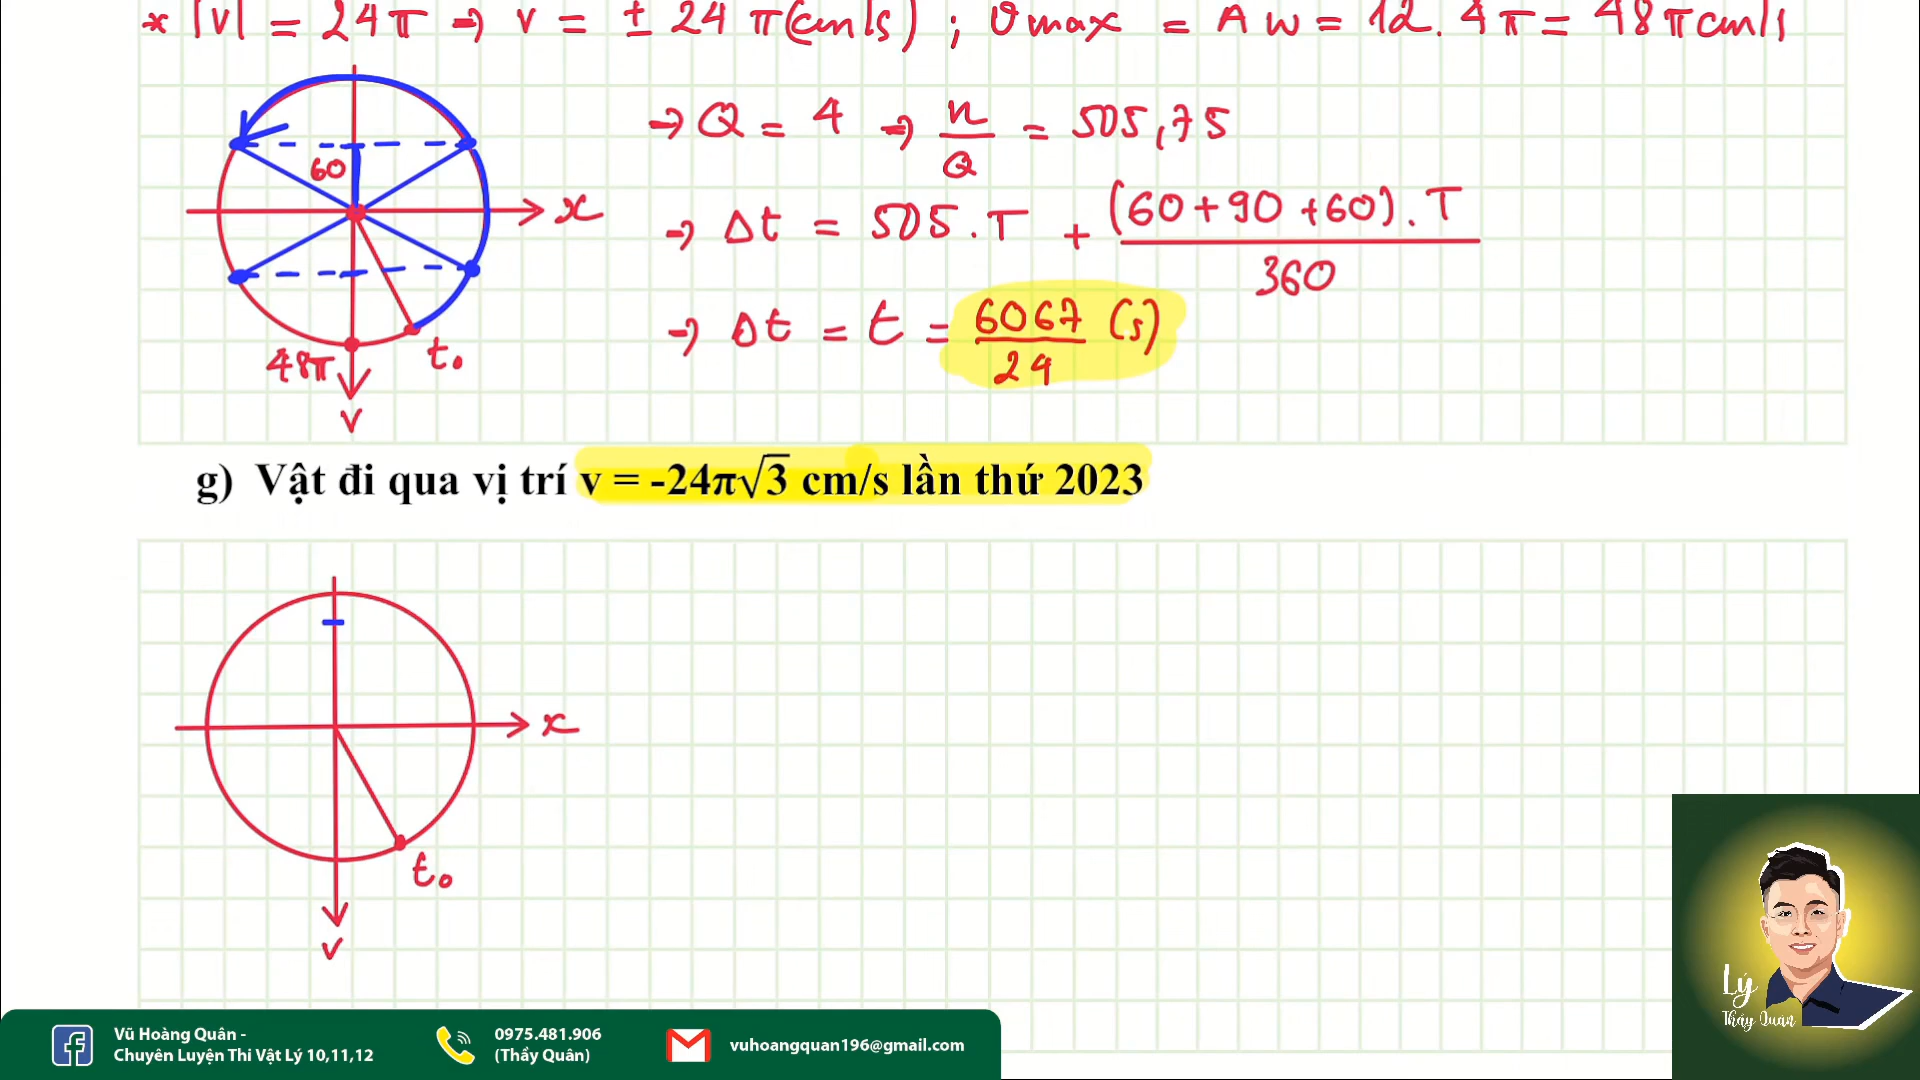 * |v| = 24π ⇒ v = ± 24 π(cm/s) ; vmax = Aω = 12. 4π = 48π cm/s
⇒ Q = 4 ⇒ n/Q = 505,75
60
x
⇒ Δt = 505.T + (60+90+60).T / 360
⇒ Δt = t = 6067/24 (s)
48π
t₀
v
g) Vật đi qua vị trí v = -24π√3 cm/s lần thứ 2023
x
t₀
v
Lý
Thầy Quân
Vũ Hoàng Quân -
Chuyên Luyện Thi Vật Lý 10,11,12
0975.481.906
(Thầy Quân)
vuhoangquan196@gmail.com